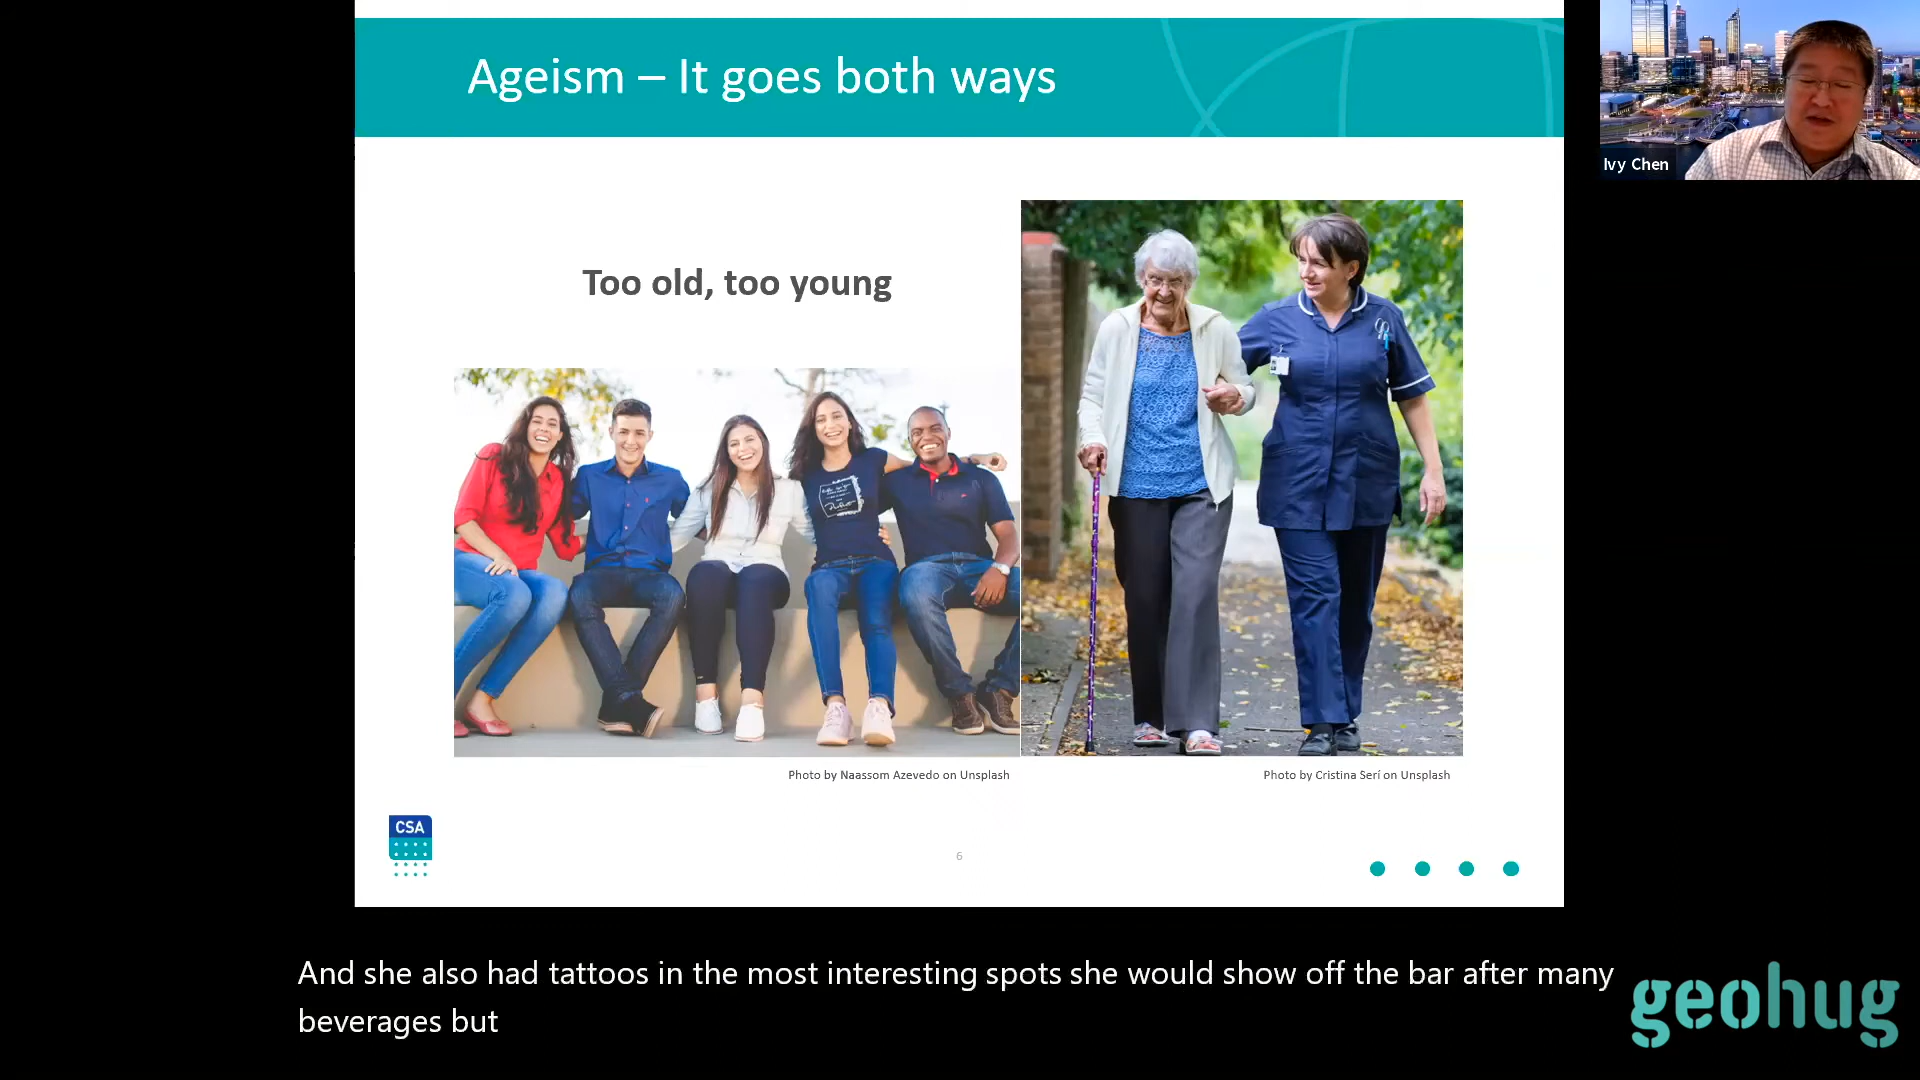 Ageism – It goes both ways
Ivy Chen
Too old, too young
Photo by Naassom Azevedo on Unsplash
Photo by Cristina Serí on Unsplash
CSA
6
And she also had tattoos in the most interesting spots she would show off the bar after many
beverages but
geohug